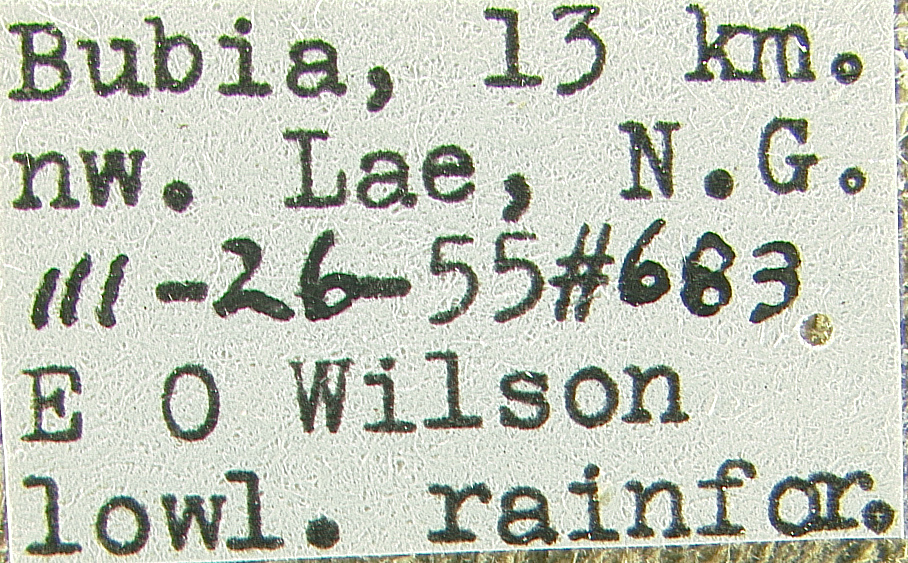 Bubia, 13 km.
nw. Lae, N.G.
III-26-55#683
E O Wilson
lowl. rainfor.